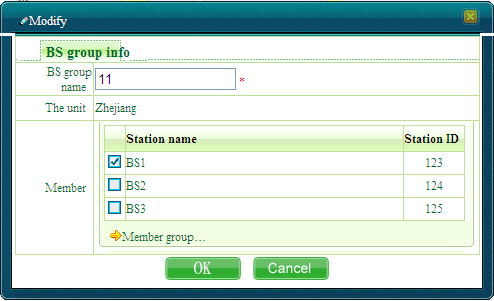 Modify
BS group info
BS group
name
11 *
The unit Zhejiang
Member
Station name Station ID
BS1 123
BS2 124
BS3 125
Member group...
OK Cancel